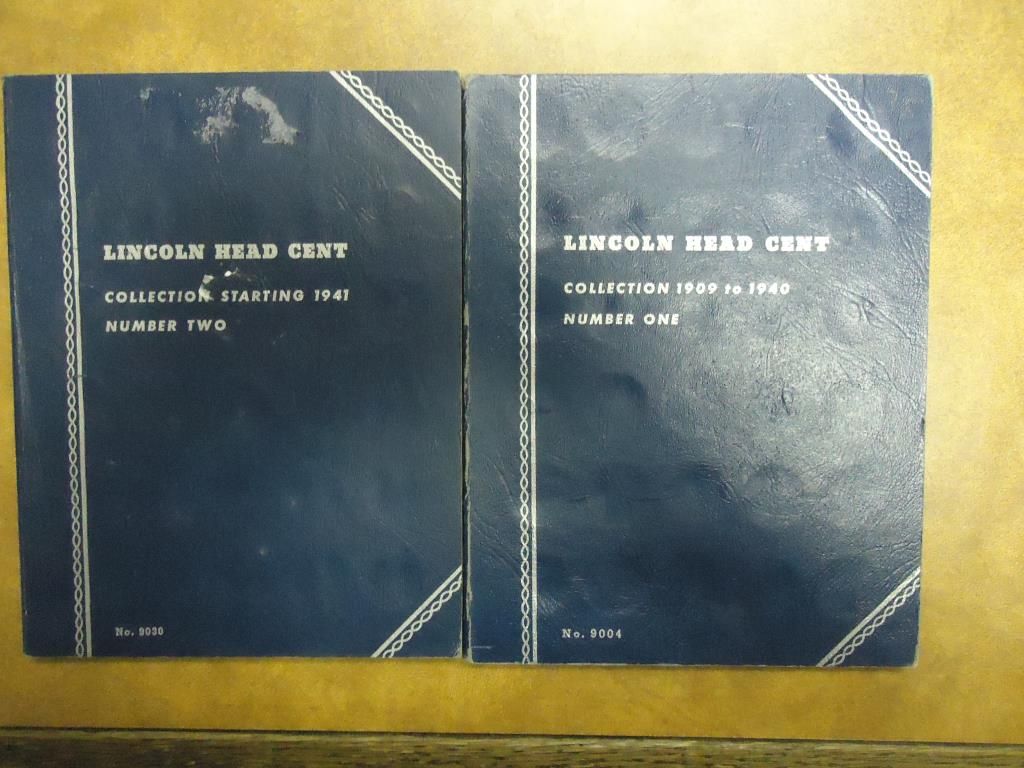 LINCOLN HEAD CENT
COLLECTION STARTING 1941
NUMBER TWO
No. 9030
LINCOLN HEAD CENT
COLLECTION 1909 to 1940
NUMBER ONE
No. 9004